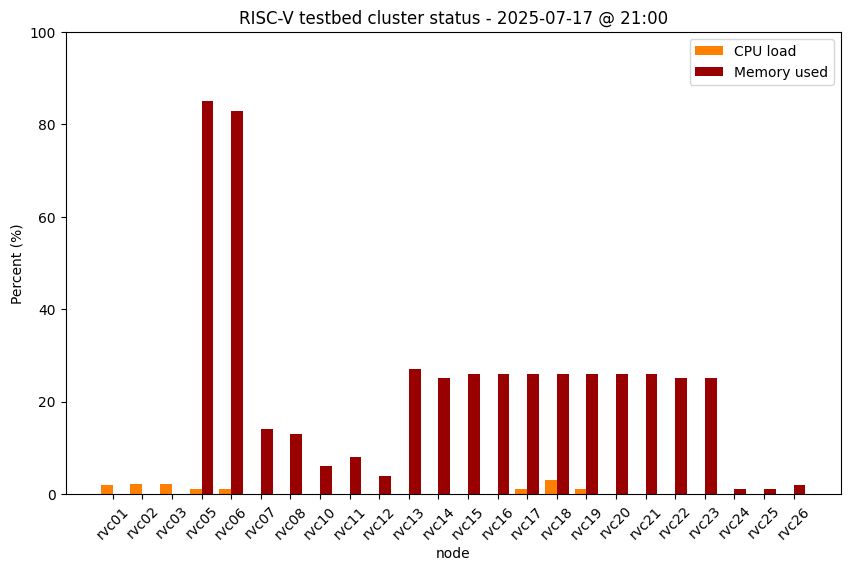 RISC-V testbed cluster status - 2025-07-17 @ 21:00
CPU load
Memory used
Percent (%)
100
80
60
40
20
0
rvc01 rvc02 rvc03 rvc05 rvc06 rvc07 rvc08 rvc10 rvc11 rvc12 rvc13 rvc14 rvc15 rvc16 rvc17 rvc18 rvc19 rvc20 rvc21 rvc22 rvc23 rvc24 rvc25 rvc26
node